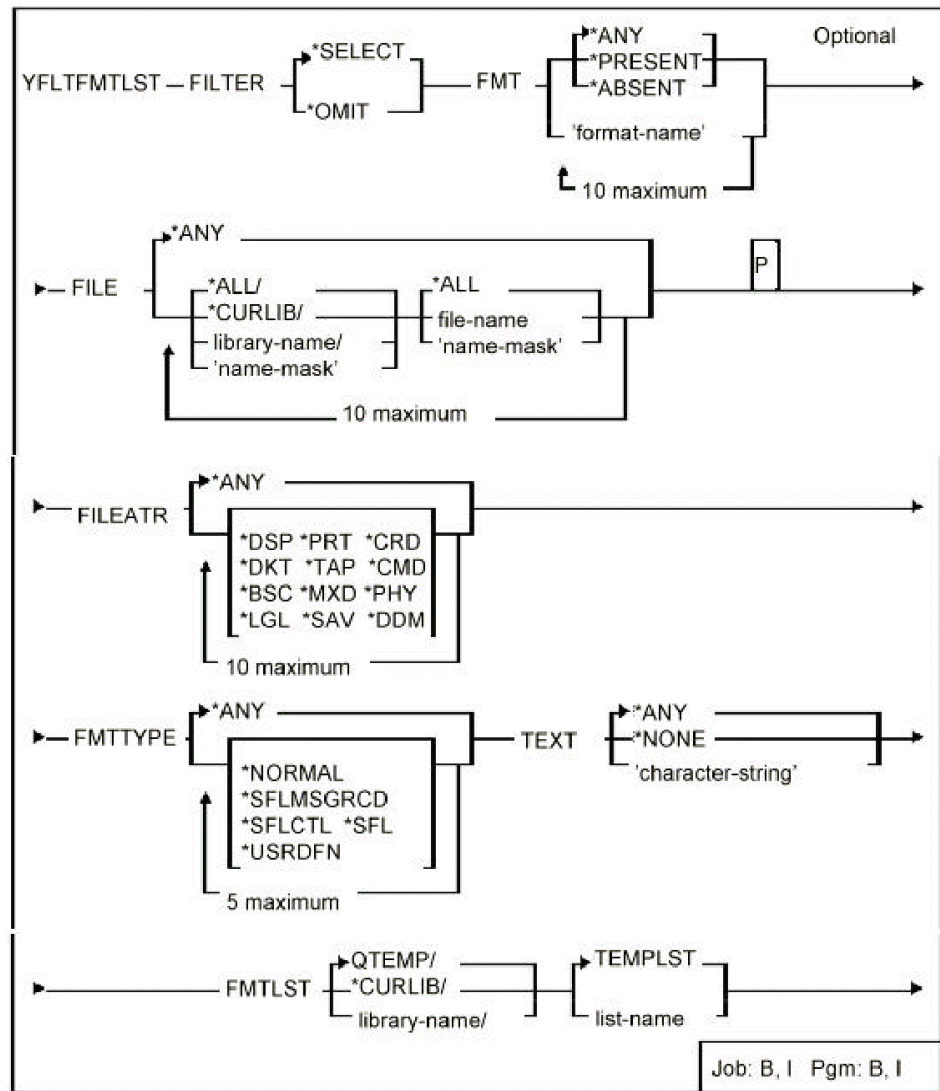 Optional
YFLTFMTLST FILTER *SELECT *OMIT FMT *ANY *PRESENT *ABSENT 'format-name'
10 maximum
FILE *ANY
*ALL/ *ALL
*CURLIB/ file-name
library-name/ 'name-mask'
'name-mask'
10 maximum
P
FILEATR *ANY
*DSP *PRT *CRD
*DKT *TAP *CMD
*BSC *MXD *PHY
*LGL *SAV *DDM
10 maximum
FMTTYPE *ANY
*NORMAL
*SFLMSGRCD
*SFLCTL *SFL
*USRDFN
5 maximum
TEXT *ANY
*NONE
'character-string'
FMTLST QTEMP/ TEMPLST
*CURLIB/
library-name/ list-name
Job: B, I Pgm: B, I